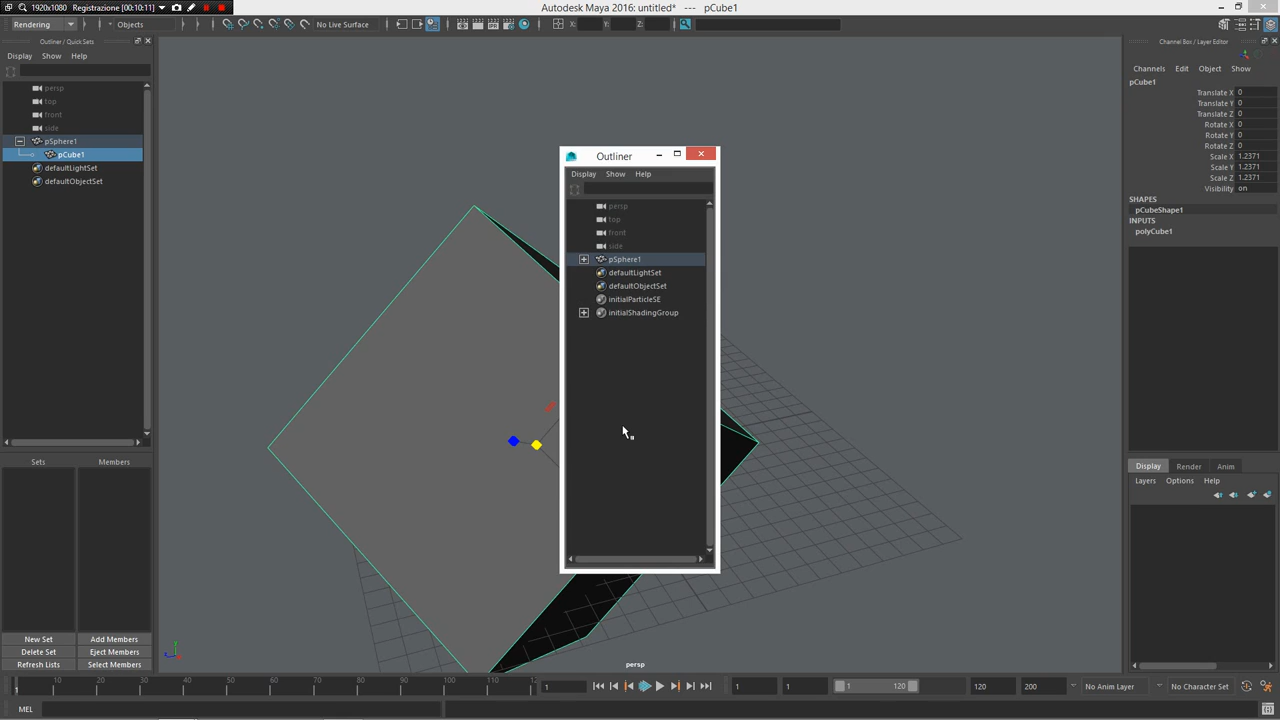 1920x1080 Registrazione [00:10:11]
Autodesk Maya 2016: untitled* --- pCube1
Rendering Objects No Live Surface X: Y: Z:
Outliner / Quick Sets
Display Show Help
persp
top
front
side
pSphere1
pCube1
defaultLightSet
defaultObjectSet
Sets Members
New Set Add Members
Delete Set Eject Members
Refresh Lists Select Members
Outliner
Display Show Help
persp
top
front
side
pSphere1
defaultLightSet
defaultObjectSet
initialParticleSE
initialShadingGroup
persp
Channel Box / Layer Editor
Channels Edit Object Show
pCube1
Translate X 0
Translate Y 0
Translate Z 0
Rotate X 0
Rotate Y 0
Rotate Z 0
Scale X 1.2371
Scale Y 1.2371
Scale Z 1.2371
Visibility on
SHAPES
pCubeShape1
INPUTS
polyCube1
Display Render Anim
Layers Options Help
1 10 20 30 40 50 60 70 80 90 100 110 12 1
1 1 1 120 120 200 No Anim Layer No Character Set
MEL